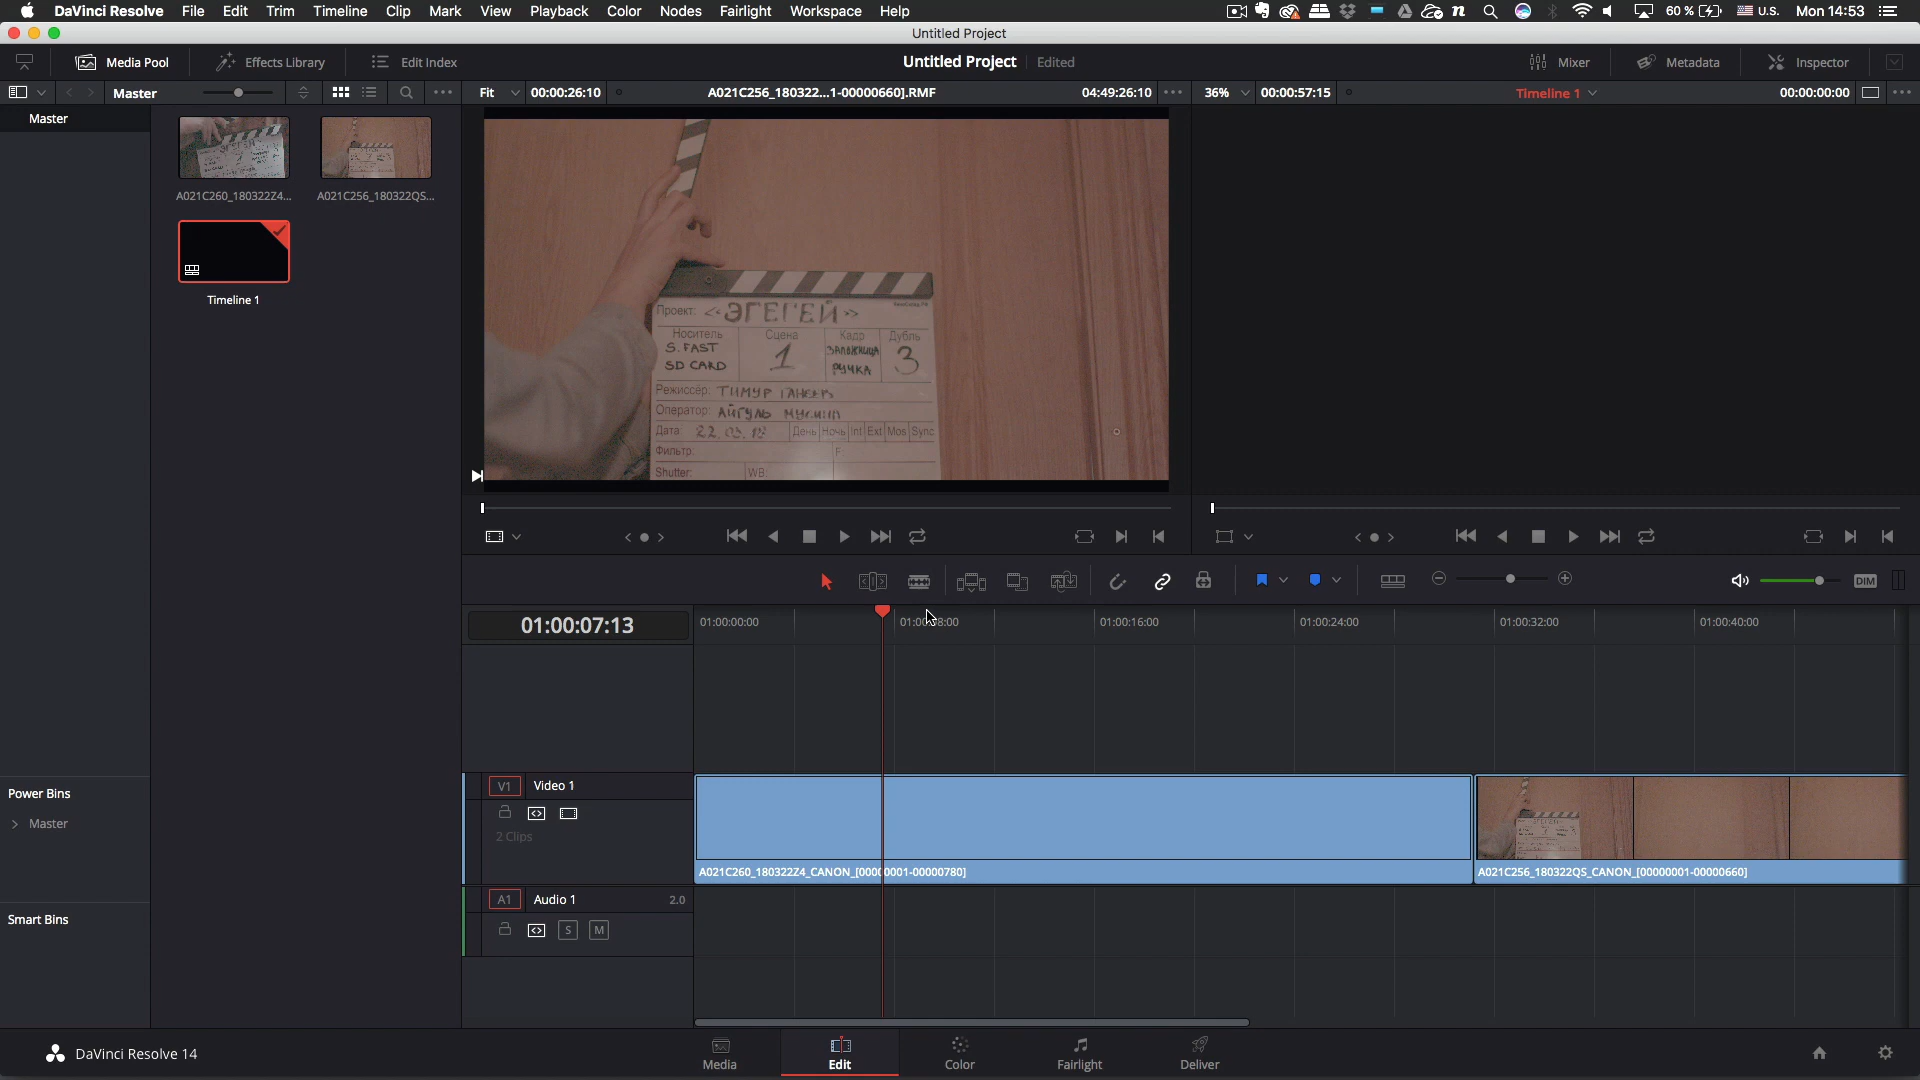 DaVinci Resolve File Edit Trim Timeline Clip Mark View Playback Color Nodes Fairlight Workspace Help 60 % U.S. Mon 14:53
Untitled Project
Media Pool Effects Library Edit Index Untitled Project Edited Mixer Metadata Inspector
Master Fit 00:00:26:10 A021C256_180322...1-00000660].RMF 04:49:26:10 36% 00:00:57:15 Timeline 1 00:00:00:00
Master
A021C260_180322Z4... A021C256_180322QS...
Timeline 1
Проект: «ЭГЕГЕЙ»
Носитель Сцена Кадр Дубль
S. FAST
SD CARD 1 РУЧКА 3
Режиссёр: ТИМУР ГАНЕЕВ
Оператор: АЙГУЛЬ
Дата: 22.03.18 День Ночь Int Ext Mos Sync
Фильтр: F:
Shutter: WB:
DIM
01:00:07:13 01:00:00:00 01:00:08:00 01:00:16:00 01:00:24:00 01:00:32:00 01:00:40:00
V1 Video 1
2 Clips
A021C260_180322Z4_CANON_[00000001-00000780] A021C256_180322QS_CANON_[00000001-00000660]
A1 Audio 1 2.0
S M
Power Bins
Master
Smart Bins
DaVinci Resolve 14 Media Edit Color Fairlight Deliver